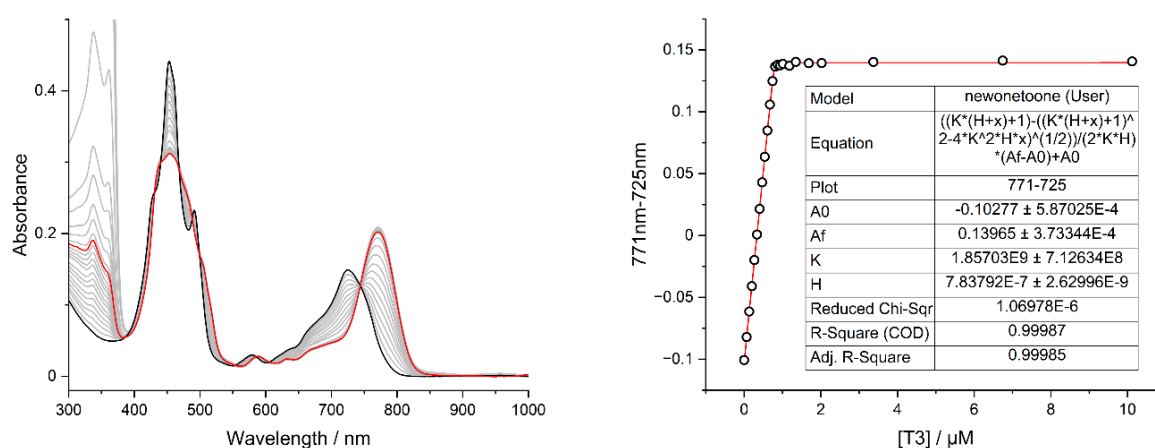 0.4
0.2
0
Absorbance
300 400 500 600 700 800 900 1000
Wavelength / nm
0.15
0.1
0.05
0
−0.05
−0.1
771nm-725nm
0 2 4 6 8 10
[T3] / µM
Model newonetoone (User)
Equation ((K*(H+x)+1)-((K*(H+x)+1)^
2-4*K^2*H*x)^(1/2))/(2*K*H)
*(Af-A0)+A0
Plot 771-725
A0 -0.10277 ± 5.87025E-4
Af 0.13965 ± 3.73344E-4
K 1.85703E9 ± 7.12634E8
H 7.83792E-7 ± 2.62996E-9
Reduced Chi-Sqr 1.06978E-6
R-Square (COD) 0.99987
Adj. R-Square 0.99985